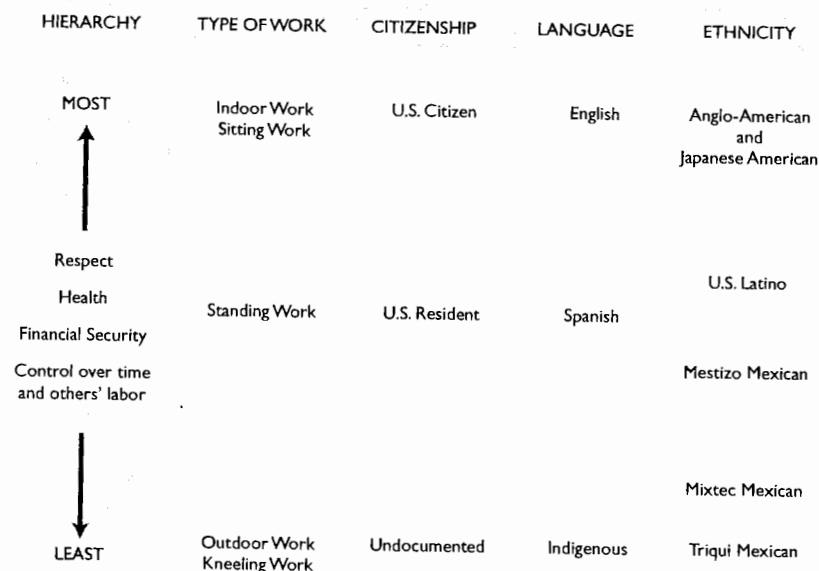 HIERARCHY TYPE OF WORK CITIZENSHIP LANGUAGE ETHNICITY
MOST
Indoor Work
Sitting Work
U.S. Citizen
English
Anglo-American
and
Japanese American
Respect
Health
Financial Security
Control over time
and others' labor
Standing Work
U.S. Resident
Spanish
U.S. Latino
Mestizo Mexican
Mixtec Mexican
LEAST
Outdoor Work
Kneeling Work
Undocumented
Indigenous
Triqui Mexican